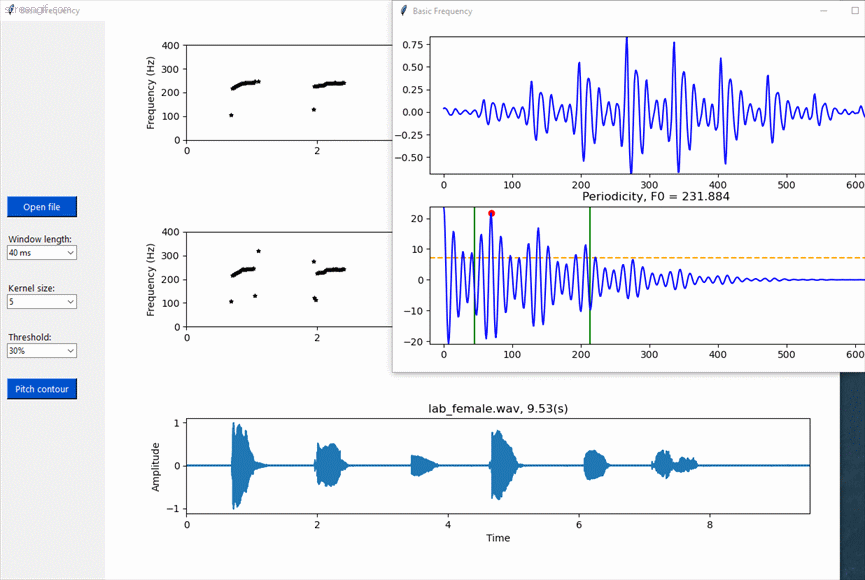 Basic Frequency
Basic Frequency
Open file
Window length:
40 ms
Kernel size:
5
Threshold:
30%
Pitch contour
Frequency (Hz)
400
300
200
100
0
0 2
Frequency (Hz)
400
300
200
100
0
0 2
0.75
0.50
0.25
0.00
−0.25
−0.50
0 100 200 300 400 500 600
Periodicity, F0 = 231.884
20
10
0
−10
−20
0 100 200 300 400 500 600
lab_female.wav, 9.53(s)
Amplitude
1
0
−1
0 2 4 6 8
Time